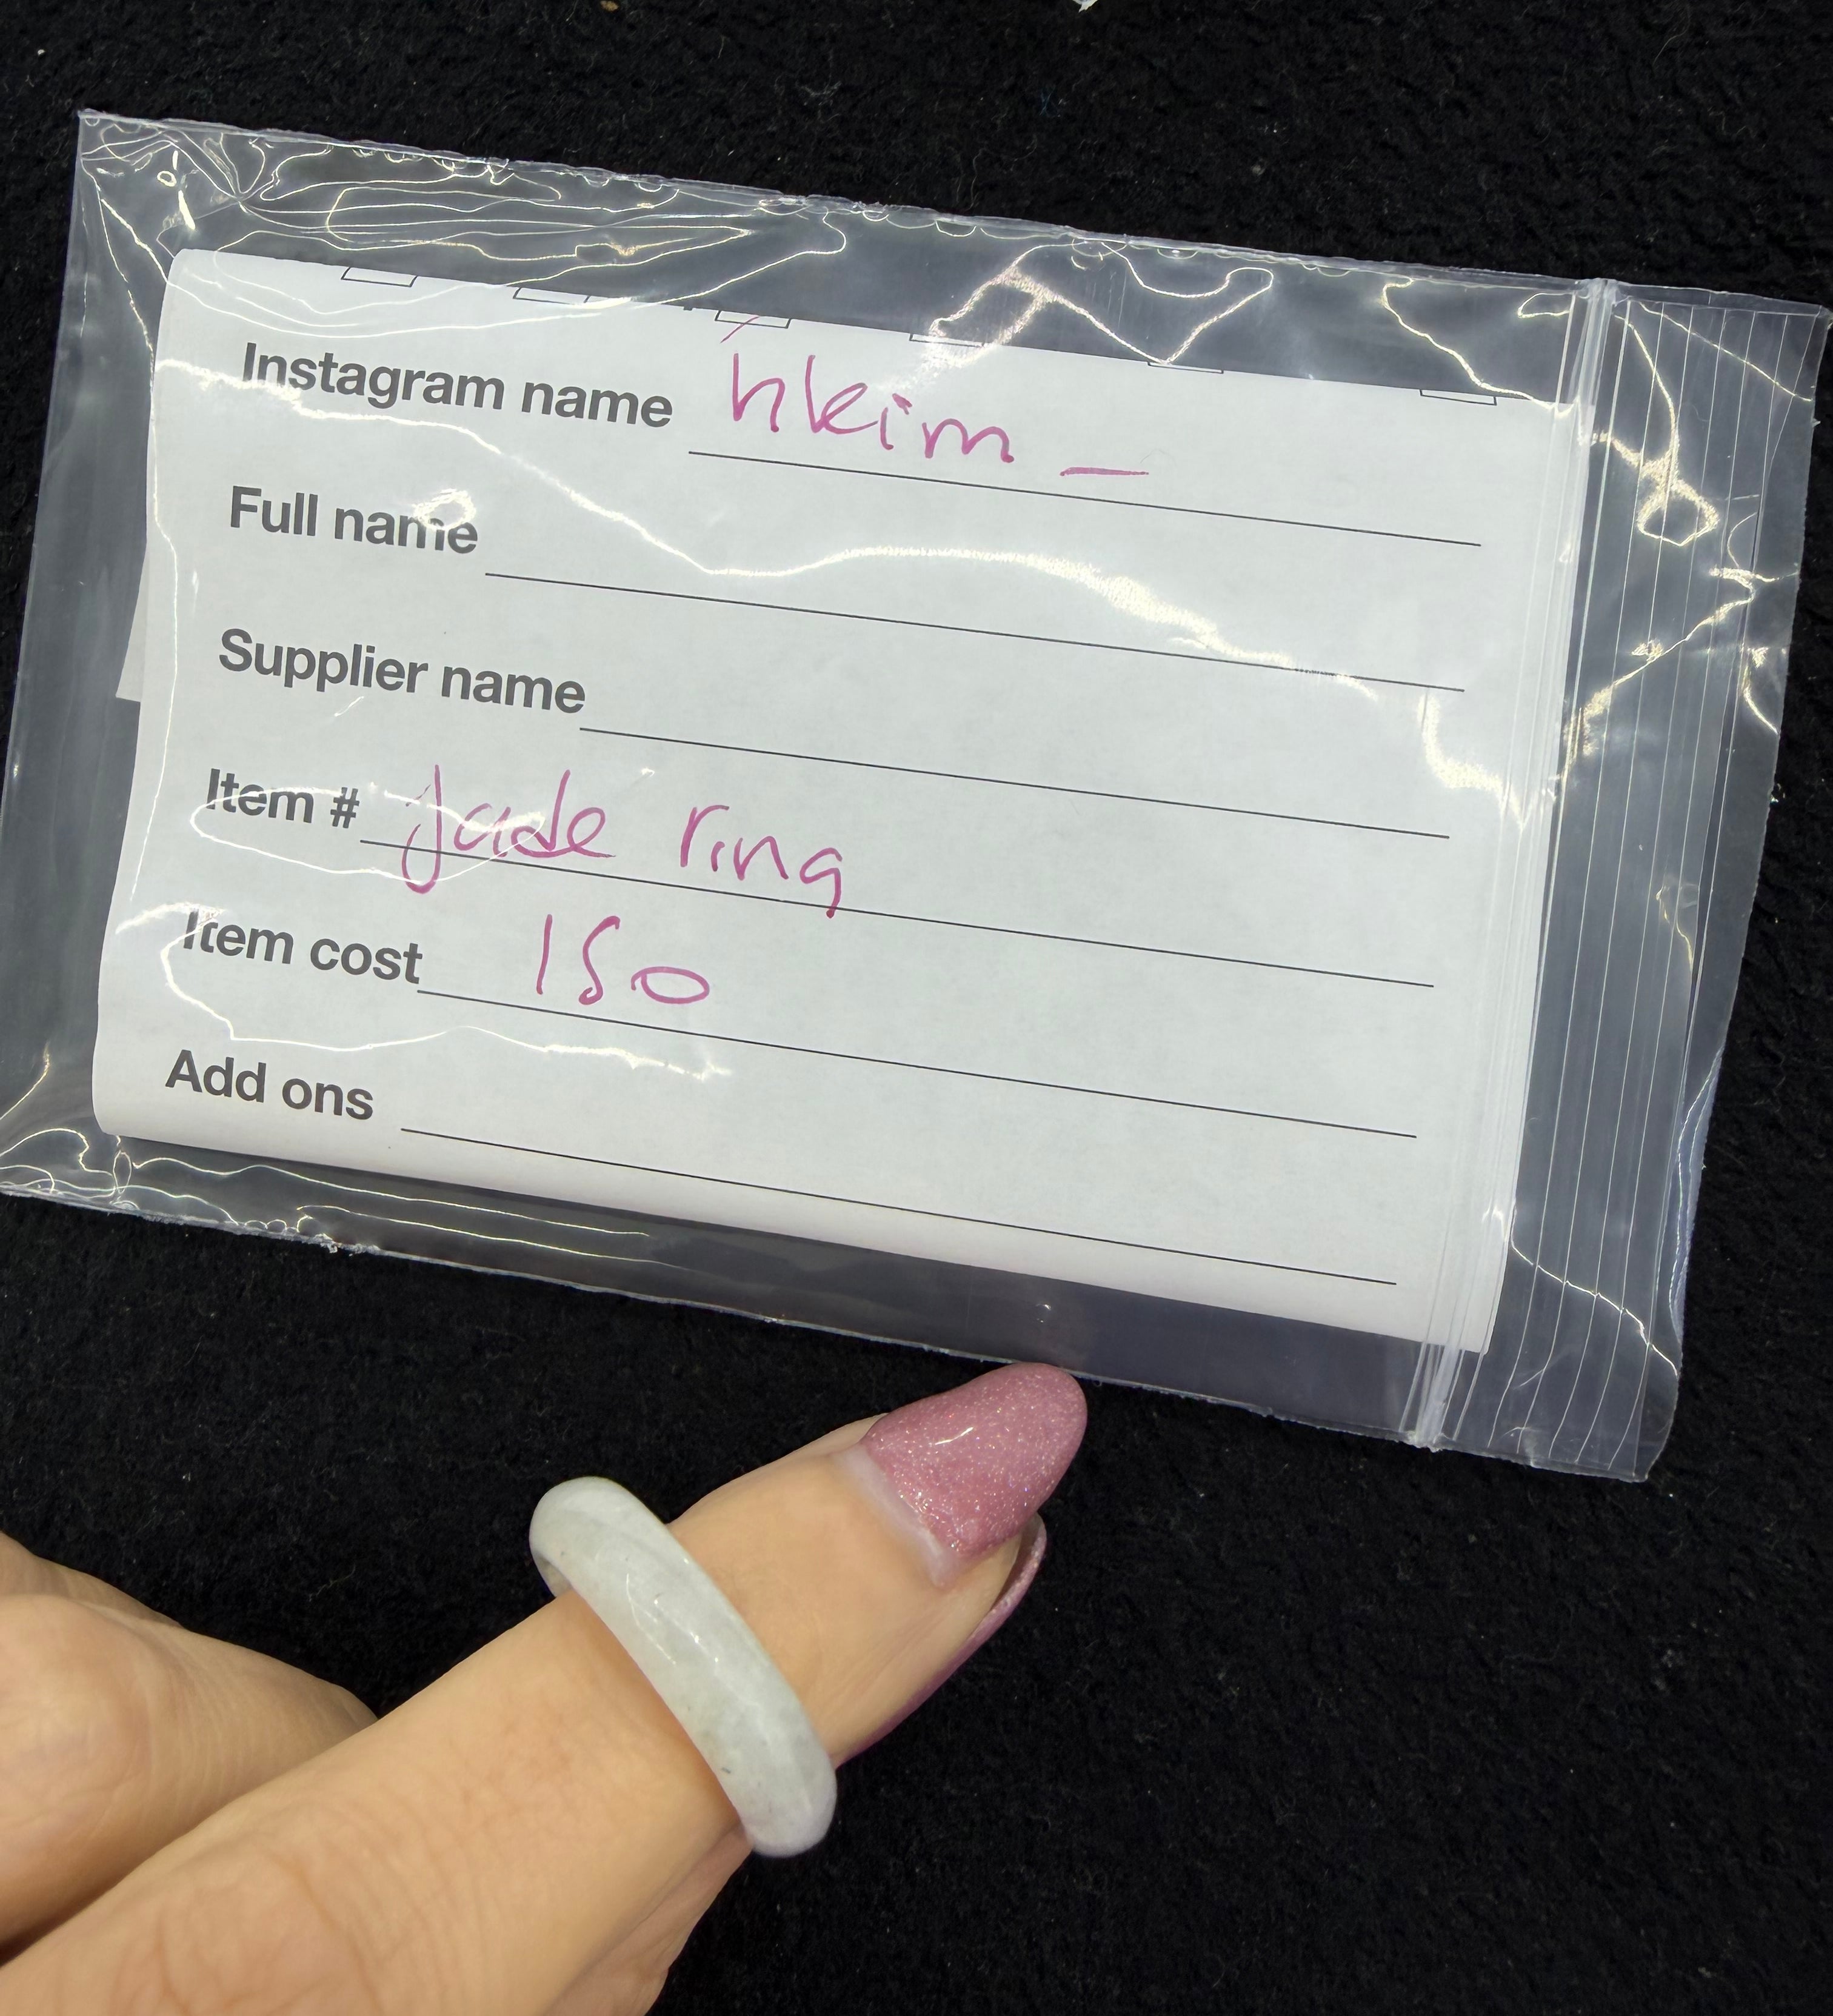 Instagram name hkim_
Full name
Supplier name
Item # Jade ring
Item cost 150
Add ons